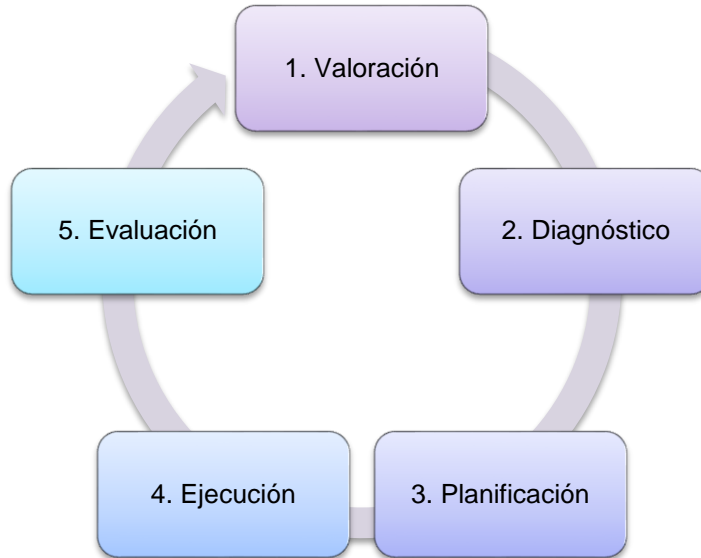 1. Valoración
2. Diagnóstico
3. Planificación
4. Ejecución
5. Evaluación